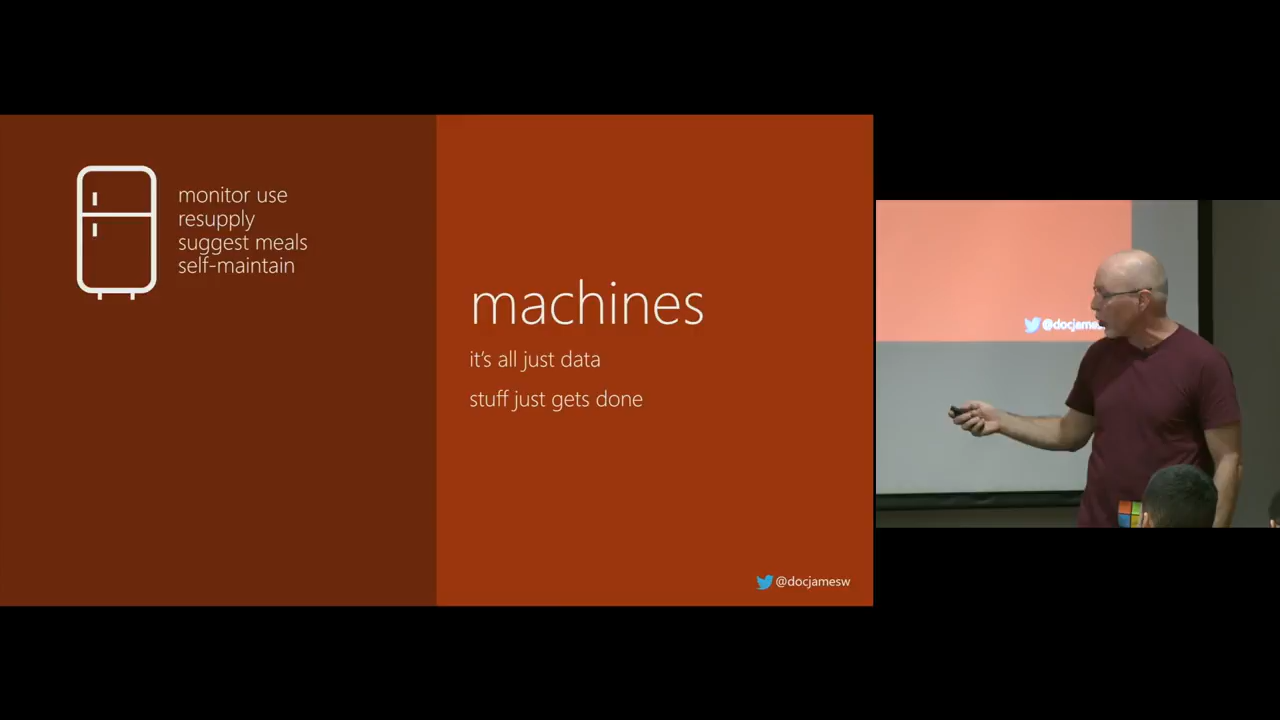 monitor use
resupply
suggest meals
self-maintain
machines
it's all just data
stuff just gets done
@docjamesw
@docjames